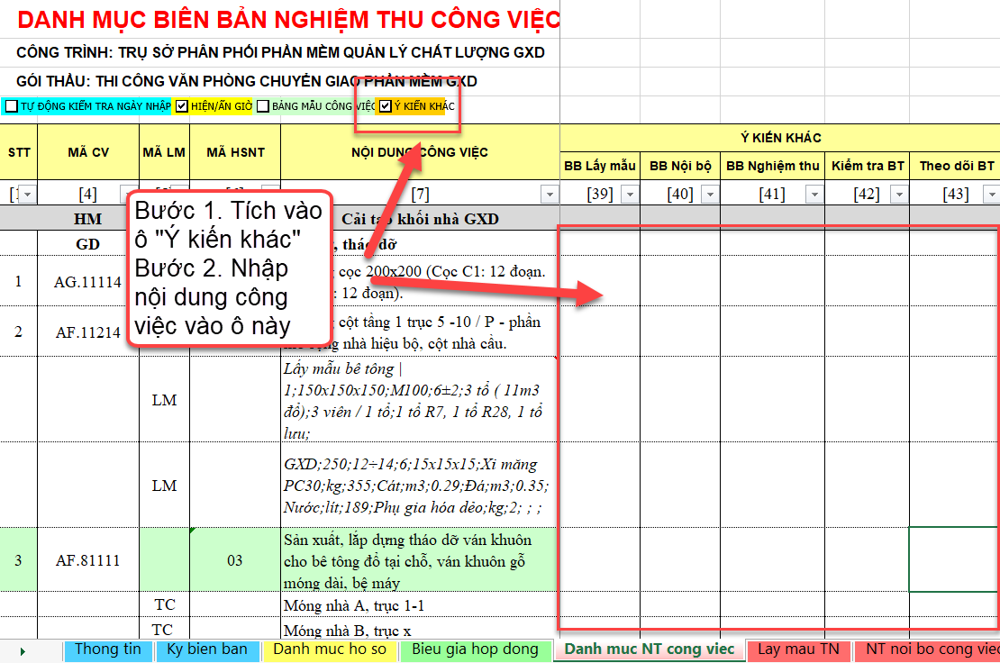 DANH MỤC BIÊN BẢN NGHIỆM THU CÔNG VIỆC
CÔNG TRÌNH: TRỤ SỞ PHÂN PHỐI PHẦN MỀM QUẢN LÝ CHẤT LƯỢNG GXD
GÓI THẦU: THI CÔNG VĂN PHÒNG CHUYỂN GIAO PHẦN MỀM GXD
TỰ ĐỘNG KIỂM TRA NGÀY NHẬP HIỆN/ẨN GIỜ BẢNG MẪU CÔNG VIỆC Ý KIẾN KHÁC
STT MÃ CV MÃ LM MÃ HSNT NỘI DUNG CÔNG VIỆC Ý KIẾN KHÁC
BB Lấy mẫu BB Nội bộ BB Nghiệm thu Kiểm tra BT Theo dõi BT
[4] [7] [39] [40] [41] [42] [43]
HM Cải tạo khối nhà GXD
GD , tháo dỡ
Bước 1. Tích vào
ô "Ý kiến khác"
Bước 2. Nhập
nội dung công
việc vào ô này
1 AG.11114 cọc 200x200 (Cọc C1: 12 đoạn.
: 12 đoạn).
2 AF.11214 cột tầng 1 trục 5 -10 / P - phần
nhà hiệu bộ, cột nhà cầu.
LM Lấy mẫu bê tông |
1;150x150x150;M100;6±2;3 tổ ( 11m3
đổ);3 viên / 1 tổ;1 tổ R7, 1 tổ R28, 1 tổ
lưu;
LM GXD;250;12÷14;6;15x15x15;Xi măng
PC30;kg;355;Cát;m3;0.29;Đá;m3;0.35;
Nước;lít;189;Phụ gia hóa dẻo;kg;2; ; ;
3 AF.81111 03 Sản xuất, lắp dựng tháo dỡ ván khuôn
cho bê tông đổ tại chỗ, ván khuôn gỗ
móng dài, bệ máy
TC Móng nhà A, trục 1-1
TC Móng nhà B, trục x
Thong tin Ky bien ban Danh muc ho so Bieu gia hop dong Danh muc NT cong viec Lay mau TN NT noi bo cong viec